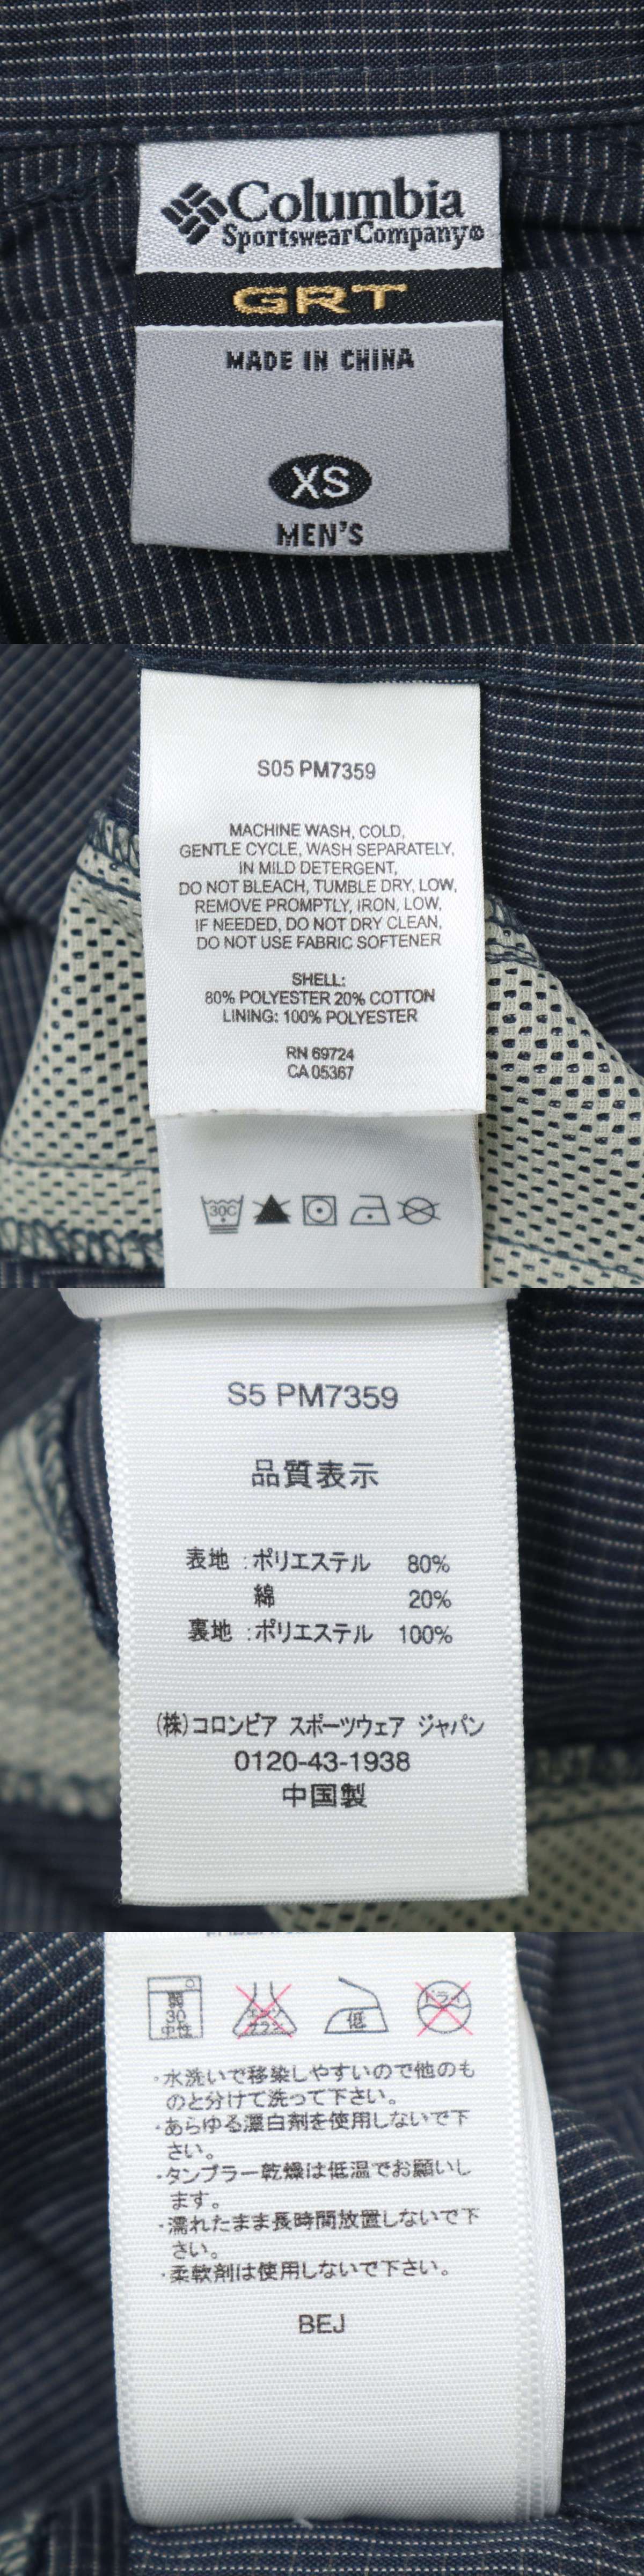 Columbia
Sportswear Company®
GRT
MADE IN CHINA
XS
MEN'S
S05 PM7359
MACHINE WASH, COLD,
GENTLE CYCLE, WASH SEPARATELY,
IN MILD DETERGENT,
DO NOT BLEACH, TUMBLE DRY, LOW,
REMOVE PROMPTLY, IRON, LOW,
IF NEEDED, DO NOT DRY CLEAN,
DO NOT USE FABRIC SOFTENER
SHELL:
80% POLYESTER 20% COTTON
LINING: 100% POLYESTER
RN 69724
CA 05367
30C
S5 PM7359
品質表示
表地 :ポリエステル 80%
綿 20%
裏地 :ポリエステル 100%
(株)コロンビア スポーツウェア ジャパン
0120-43-1938
中国製
弱
30
中性
エンソ
サラシ
低
ドライ
・水洗いで移染しやすいので他のも
のと分けて洗って下さい。
・あらゆる漂白剤を使用しないで下
さい。
・タンブラー乾燥は低温でお願いし
ます。
・濡れたまま長時間放置しないで下
さい。
・柔軟剤は使用しないで下さい。
BEJ